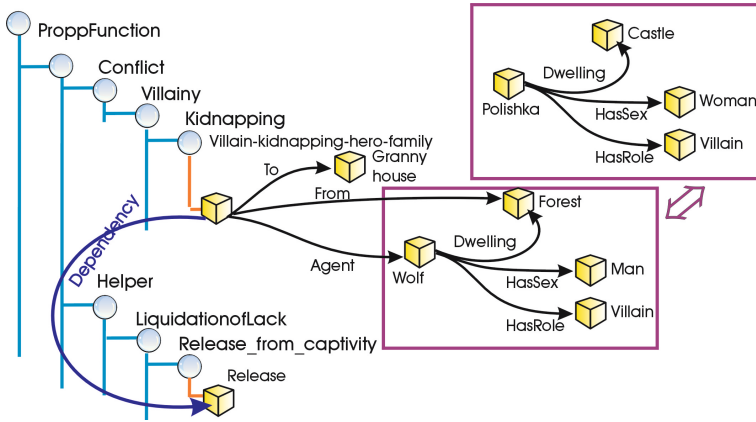 ProppFunction
Conflict
Villainy
Kidnapping
Villain-kidnapping-hero-family
To
Granny
house
From
Forest
Dwelling
Agent
Wolf
HasSex
Man
HasRole
Villain
Dependency
Helper
LiquidationofLack
Release_from_captivity
Release
Castle
Dwelling
Polishka
HasSex
Woman
HasRole
Villain